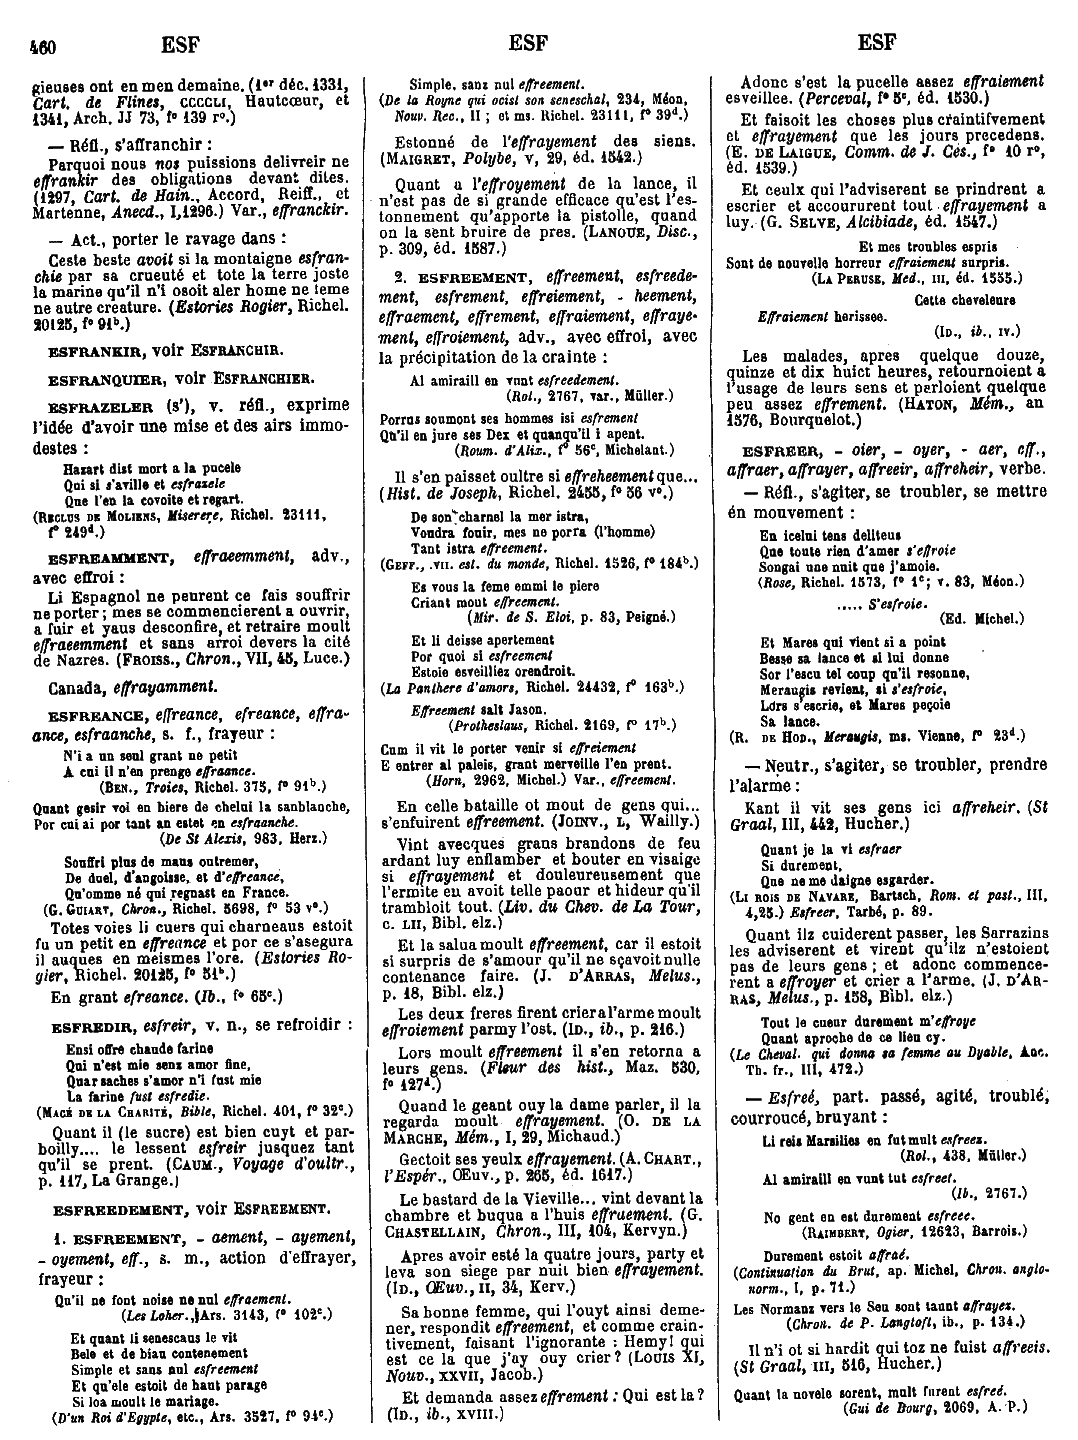 460
ESF
ESF
ESF
gieuses ont en men demaine. (1er déc. 1331,
Cart. de Flines, CCCCLI, Hautcœur, et
1341, Arch. JJ 73, f° 139 r°.)
— Réfl., s'affranchir :
Parquoi nous nos puissions delivreir ne
effrankir des obligations devant dites.
(1297, Cart. de Hain., Accord, Reiff., et
Martenne, Anecd., I,1296.) Var., effranckir.
— Act., porter le ravage dans :
Ceste beste avoit si la montaigne esfran-
chie par sa crueuté et tote la terre joste
la marine qu'il n'i osoit aler home ne feme
ne autre creature. (Estories Rogier, Richel.
20125, f° 91b.)
ESFRANKIR, voir ESFRANCHIR.
ESFRANQUIER, voir ESFRANCHIER.
ESFRAZELER (s'), v. réfl., exprime
l'idée d'avoir une mise et des airs immo-
destes :
Hasart dist mort a la pucele
Qui si s'aville et esfrazele
Que l'en la covoite et regart.
(RECLUS DE MOLIENS, Miserere, Richel. 23111,
f° 249d.)
ESFREAMMENT, effraeemment, adv.,
avec effroi :
Li Espagnol ne peurent ce fais souffrir
ne porter ; mes se commencierent a ouvrir,
a fuir et yaus desconfire, et retraire moult
effraeemment et sans arroi devers la cité
de Nazres. (FROISS., Chron., VII, 45, Luce.)
Canada, effrayamment.
ESFREANCE, effreance, efreance, effra-
ance, esfraanche, s. f., frayeur :
N'i a un seul grant ne petit
A cui il n'en prenge effraance.
(BEN., Troies, Richel. 375, f° 91b.)
Quant gesir voi en biere de chelui la sanblanche,
Por cui ai por tant an estet en esfraanche.
(De St Alexis, 983, Herz.)
Souffri plus de maus outremer,
De duel, d'angoisse, et d'effreance,
Qu'omme né qui regnast en France.
(G. GUIART, Chron., Richel. 5698, f° 53 v°.)
Totes voies li cuers qui charneaus estoit
fu un petit en effreance et por ce s'asegura
il auques en meismes l'ore. (Estories Ro-
gier, Richel. 20125, f° 51b.)
En grant efreance. (Ib., f° 65c.)
ESFREDIR, esfreir, v. n., se refroidir :
Ensi offre chaude farine
Qui n'est mie senz amor fine,
Quar saches s'amor n'i fust mie
La farine fust esfredie.
(MACÉ DE LA CHARITÉ, Bible, Richel. 401, f° 32c.)
Quant il (le sucre) est bien cuyt et par-
boilly.... le lessent esfreir jusquez tant
qu'il se prent. (CAUM., Voyage d'oultr.,
p. 117, La Grange.)
ESFREEDEMENT, voir ESFREEMENT.
1. ESFREEMENT, - aement, - ayement,
- oyement, eff., s. m., action d'effrayer,
frayeur :
Qu'il ne font noise ne nul effraement.
(Les Loher., Ars. 3143, f° 102c.)
Et quant li senescaus le vit
Bele et de biau contenement
Simple et sans nul esfreement
Et qu'ele estoit de haut parage
Si loa moult le mariage.
(D'un Roi d'Egypte, etc., Ars. 3527, f° 94c.)
Simple, sanz nul effreement.
(De la Royne qui ocist son seneschal, 234, Méon,
Nouv. Rec., II ; et ms. Richel. 23111, f° 39d.)
Estonné de l'effrayement des siens.
(MAIGRET, Polybe, V, 29, éd. 1542.)
Quant a l'effroyement de la lance, il
n'est pas de si grande efficace qu'est l'es-
tonnement qu'apporte la pistolle, quand
on la sent bruire de pres. (LANOUE, Disc.,
p. 309, éd. 1587.)
2. ESFREEMENT, effreement, esfreede-
ment, esfrement, effreiement, - heement,
effraement, effrement, effraiement, effraye-
ment, effroiement, adv., avec effroi, avec
la précipitation de la crainte :
Al amiraill en vunt esfreedement.
(Rol., 2767, var., Müller.)
Porrus soumont ses hommes isi esfrement
Qu'il en jure ses Dex et quanqu'il i apent.
(Roum. d'Alix., f° 56c, Michelant.)
Il s'en paisset oultre si effreheement que...
(Hist. de Joseph, Richel. 2455, f° 56 v°.)
De son charnel la mer istra,
Voudra fouir, mes ne porra (l'homme)
Tant istra effreement.
(GEFF., .VII. est. du monde, Richel. 1526, f° 184b.)
Es vous la feme emmi le piere
Criant mout effreement.
(Mir. de S. Eloi, p. 83, Peigné.)
Et li deisse apertement
Por quoi si esfreement
Estoie esveilliez orendroit.
(La Panthere d'amors, Richel. 24432, f° 163b.)
Effreement sait Jason.
(Protheslaus, Richel. 2169, f° 17b.)
Cum il vit le porter venir si effreiement
E entrer al paleis, grant merveille l'en prent.
(Horn, 2962, Michel.) Var., effreement.
En celle bataille ot mout de gens qui...
s'enfuirent effreement. (JOINV., L, Wailly.)
Vint avecques grans brandons de feu
ardant luy enflamber et bouter en visaige
si effrayement et douleureusement que
l'ermite eu avoit telle paour et hideur qu'il
trambloit tout. (Liv. du Chev. de La Tour,
c. LII, Bibl. elz.)
Et la salua moult effreement, car il estoit
si surpris de s'amour qu'il ne sçavoit nulle
contenance faire. (J. D'ARRAS, Melus.,
p. 18, Bibl. elz.)
Les deux freres firent crier al'arme moult
effroiement parmy l'ost. (ID., ib., p. 216.)
Lors moult effreement il s'en retorna a
leurs gens. (Fleur des hist., Maz. 530,
f° 127d.)
Quand le geant ouy la dame parler, il la
regarda moult effrayement. (O. DE LA
MARCHE, Mém., I, 29, Michaud.)
Gectoit ses yeulx effrayement. (A. CHART.,
l'Espér., Œuv., p. 265, éd. 1617.)
Le bastard de la Vieville... vint devant la
chambre et buqua a l'huis effraement. (G.
CHASTELLAIN, Chron., III, 104, Kervyn.)
Apres avoir esté la quatre jours, party et
leva son siege par nuit bien effrayement.
(ID., Œuv., II, 34, Kerv.)
Sa bonne femme, qui l'ouyt ainsi deme-
ner, respondit effreement, et comme crain-
tivement, faisant l'ignorante : Hemy! qui
est ce la que j'ay ouy crier? (LOUIS XI,
Nouv., XXVII, Jacob.)
Et demanda assez effrement : Qui est la?
(ID., ib., XVIII.)
Adonc s'est la pucelle assez effraiement
esveillee. (Perceval, f° 5c, éd. 1530.)
Et faisoit les choses plus craintifvement
et effrayement que les jours precedens.
(E. DE LAIGUE, Comm. de J. Ces., f° 10 r°,
éd. 1539.)
Et ceulx qui l'adviserent se prindrent a
escrier et accoururent tout effrayement a
luy. (G. SELVE, Alcibiade, éd. 1547.)
Et mes troubles espris
Sont de nouvelle horreur effraiement surpris.
(LA PERUSE, Med., III, éd. 1555.)
Cette cheveleure
Effraiement herissee.
(ID., ib., IV.)
Les malades, apres quelque douze,
quinze et dix huict heures, retournoient a
l'usage de leurs sens et perloient quelque
peu assez effrement. (HATON, Mém., an
1576, Bourquelot.)
ESFREER, - oier, - oyer, - aer, eff.,
affraer, affrayer, affreeir, affreheir, verbe.
— Réfl., s'agiter, se troubler, se mettre
én mouvement :
En icelui tens deliteus
Que toute rien d'amer s'effroie
Songai une nuit que j'amoie.
(Rose, Richel. 1573, f° 1c; v. 83, Méon.)
..... S'esfroie.
(Ed. Michel.)
Et Mares qui vient si a point
Besse sa lance et si lui donne
Sor l'escu tel coup qu'il resonne,
Meraugis revient, si s'esfroie,
Lors s'escrie, et Mares peçoie
Sa lance.
(R. DE HOD., Meraugis, ms. Vienne, f° 23d.)
— Neutr., s'agiter, se troubler, prendre
l'alarme :
Kant il vit ses gens ici affreheir. (St
Graal, III, 442, Hucher.)
Quant je la vi esfraer
Si durement,
Que ne me daigne esgarder.
(LI ROIS DE NAVARE, Bartsch, Rom. et past., III,
4,25.) Esfreer, Tarbé, p. 89.
Quant ilz cuiderent passer, les Sarrazins
les adviserent et virent qu'ilz n'estoient
pas de leurs gens ; et adonc commence-
rent a effroyer et crier a l'arme. (J. D'AR-
RAS, Melus., p. 158, Bibl. elz.)
Tout le cueur durement m'effroye
Quant aproche de ce lieu cy.
(Le Cheval. qui donna sa femme au Dyable, Anc.
Th. fr., III, 472.)
— Esfreé, part. passé, agité, troublé,
courroucé, bruyant :
Li reis Marsilies en fut mult esfreez.
(Rol., 438, Müller.)
Al amiraill en vunt tut esfreet.
(Ib., 2767.)
No gent en est durement esfreee.
(RAIMBERT, Ogier, 12623, Barrois.)
Durement estoit affraé.
(Continuation du Brut, ap. Michel, Chron. anglo-
norm., I, p. 71.)
Les Normanz vers le Seu sont taunt affrayez.
(Chron. de P. Langtoft, ib., p. 134.)
Il n'i ot si hardit qui toz ne fuist affreeis.
(St Graal, III, 516, Hucher.)
Quant la novele sorent, mult furent esfreé.
(Gui de Bourg, 2069, A. P.)